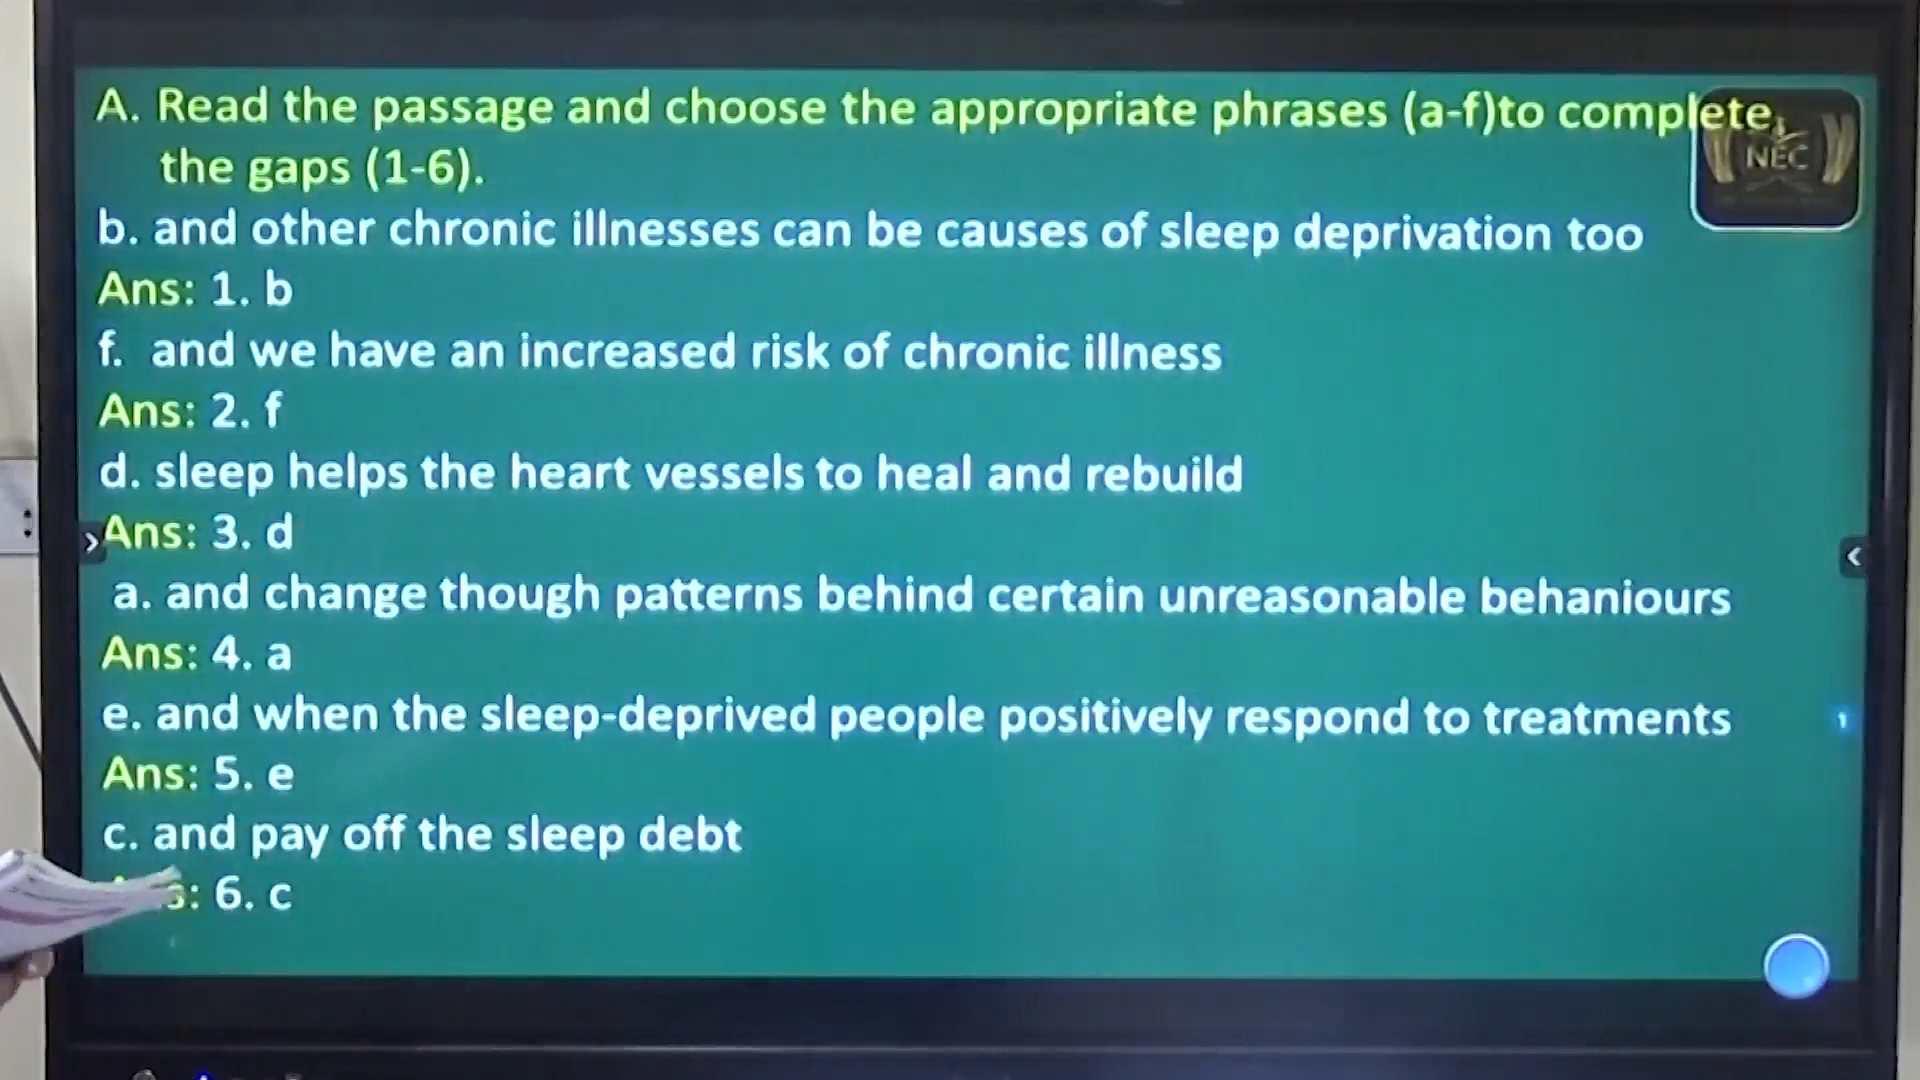 A. Read the passage and choose the appropriate phrases (a-f)to complete
the gaps (1-6).
NEC
b. and other chronic illnesses can be causes of sleep deprivation too
Ans: 1. b
f. and we have an increased risk of chronic illness
Ans: 2. f
d. sleep helps the heart vessels to heal and rebuild
Ans: 3. d
a. and change though patterns behind certain unreasonable behaniours
Ans: 4. a
e. and when the sleep-deprived people positively respond to treatments
1
Ans: 5. e
c. and pay off the sleep debt
s: 6. c